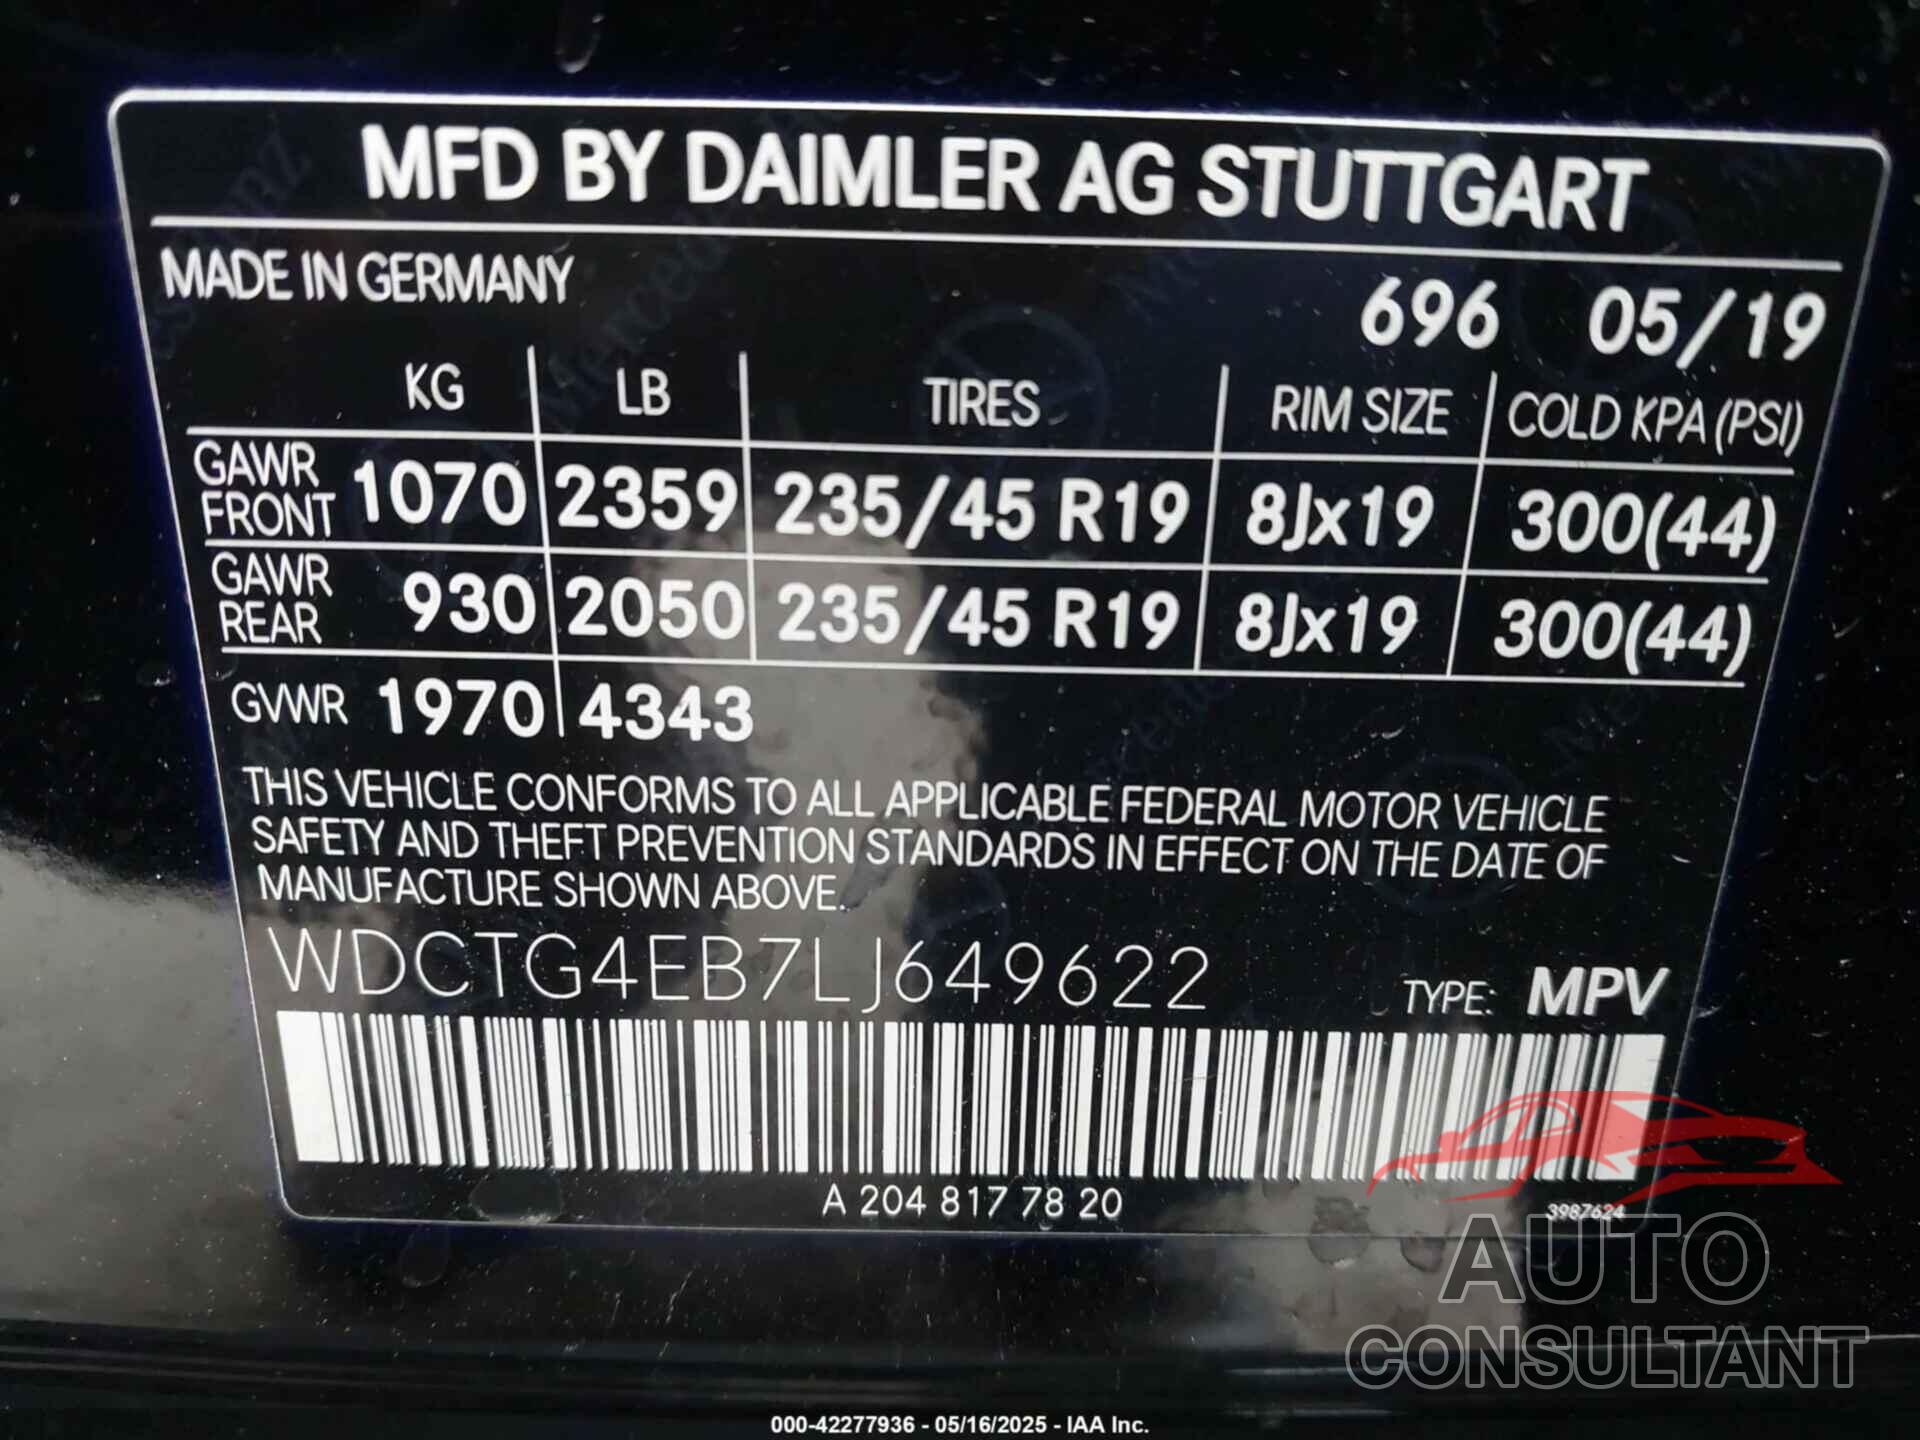 MFD BY DAIMLER AG STUTTGART
MADE IN GERMANY
696 05/19
KG LB TIRES RIM SIZE COLD KPA (PSI)
GAWR FRONT 1070 2359 235/45 R19 8Jx19 300(44)
GAWR REAR 930 2050 235/45 R19 8Jx19 300(44)
GVWR 1970 4343
THIS VEHICLE CONFORMS TO ALL APPLICABLE FEDERAL MOTOR VEHICLE
SAFETY AND THEFT PREVENTION STANDARDS IN EFFECT ON THE DATE OF
MANUFACTURE SHOWN ABOVE.
WDCTG4EB7LJ649622 TYPE: MPV
A 204 817 78 20
3987624
AUTO
CONSULTANT
000-42277936 - 05/16/2025 - IAA Inc.